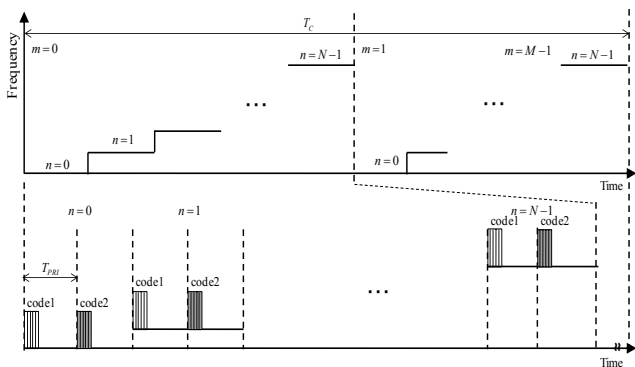 T_C
Frequency
m=0
n=N−1
m=1
m=M−1
n=N−1
...
...
n=1
n=0
n=0
Time
n=0
n=1
n=N−1
code1
code2
T_PRI
code1
code2
code1
code2
...
Time